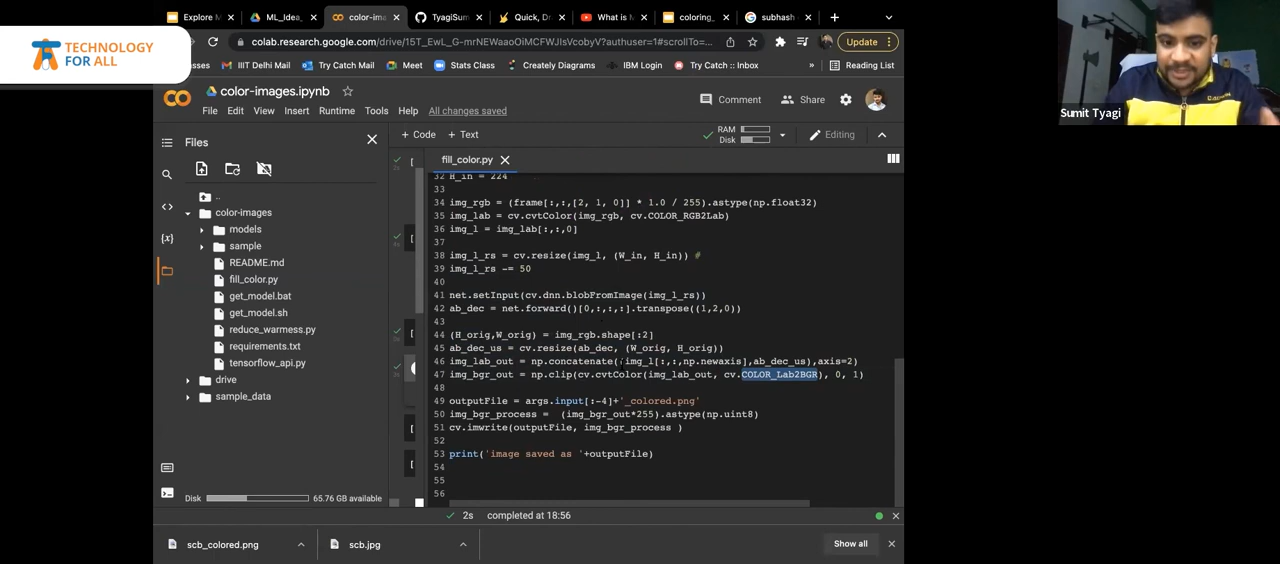 Explore M
ML_Idea_
color-ima
TyagiSum
Quick, Dr
What is M
coloring_
subhash
TECHNOLOGY
FOR ALL
colab.research.google.com/drive/15T_EwL_G-mrNEWaaoOiMCFWJIsVcobyV?authuser=1#scrollTo=...
Update
asses
IIIT Delhi Mail
Try Catch Mail
Meet
Stats Class
Creately Diagrams
IBM Login
Try Catch :: Inbox
Reading List
color-images.ipynb
File Edit View Insert Runtime Tools Help All changes saved
Comment
Share
Sumit Tyagi
Files
+ Code + Text
RAM
Disk
Editing
fill_color.py
..
color-images
models
sample
README.md
fill_color.py
get_model.bat
get_model.sh
reduce_warmess.py
requirements.txt
tensorflow_api.py
drive
sample_data
32 H_in = 224
33
34 img_rgb = (frame[:,:,[2, 1, 0]] * 1.0 / 255).astype(np.float32)
35 img_lab = cv.cvtColor(img_rgb, cv.COLOR_RGB2Lab)
36 img_l = img_lab[:,:,0]
37
38 img_l_rs = cv.resize(img_l, (W_in, H_in)) #
39 img_l_rs -= 50
40
41 net.setInput(cv.dnn.blobFromImage(img_l_rs))
42 ab_dec = net.forward()[0,:,:,:].transpose((1,2,0))
43
44 (H_orig,W_orig) = img_rgb.shape[:2]
45 ab_dec_us = cv.resize(ab_dec, (W_orig, H_orig))
46 img_lab_out = np.concatenate((img_l[:,:,np.newaxis],ab_dec_us),axis=2)
47 img_bgr_out = np.clip(cv.cvtColor(img_lab_out, cv.COLOR_Lab2BGR), 0, 1)
48
49 outputFile = args.input[:-4]+'_colored.png'
50 img_bgr_process =  (img_bgr_out*255).astype(np.uint8)
51 cv.imwrite(outputFile, img_bgr_process )
52
53 print('image saved as '+outputFile)
54
55
56
Disk
65.76 GB available
2s completed at 18:56
scb_colored.png
scb.jpg
Show all